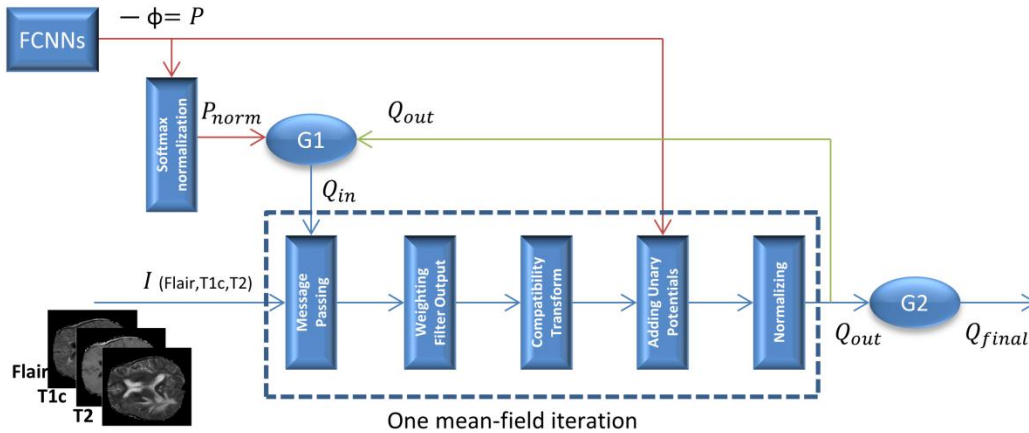 − ϕ= P
FCNNs
Softmax
normalization
P_norm
G1
Q_out
Q_in
I (Flair,T1c,T2)
Message
Passing
Weighting
Filter Output
Compatibility
Transform
Adding Unary
Potentials
Normalizing
G2
Q_out
Q_final
Flair
T1c
T2
One mean-field iteration